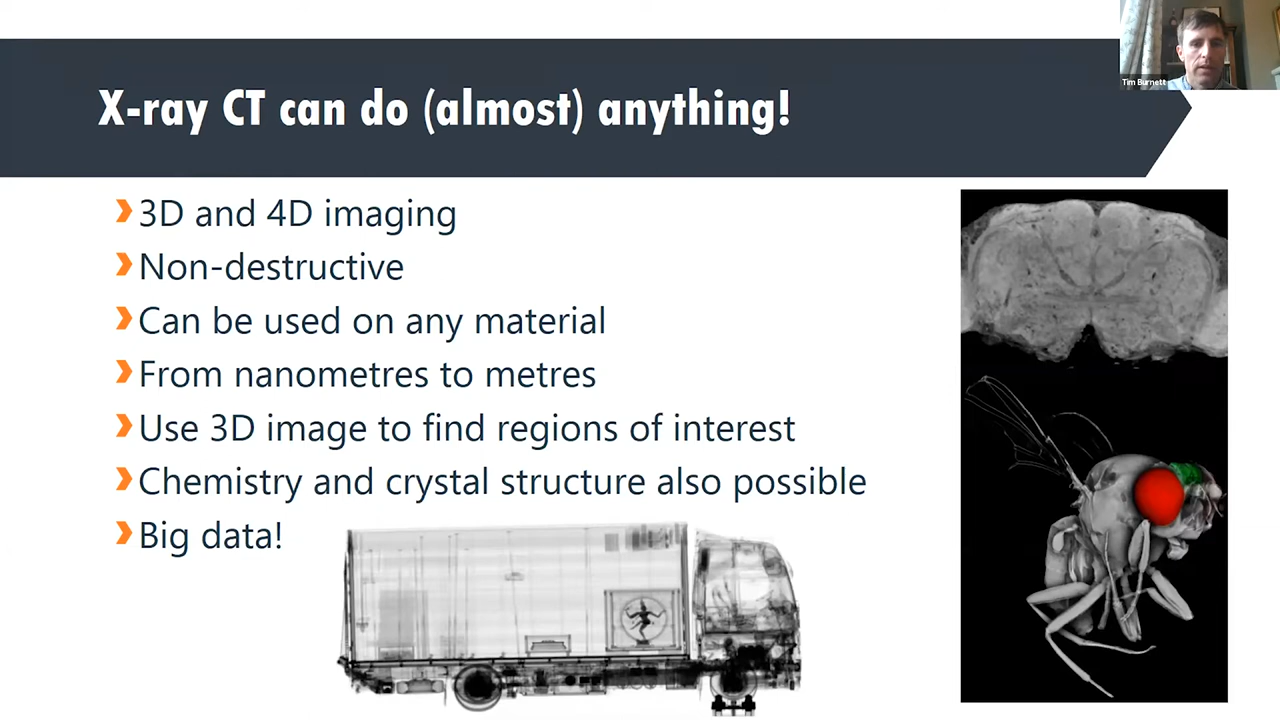 X-ray CT can do (almost) anything!
Tim Burnett
3D and 4D imaging
Non-destructive
Can be used on any material
From nanometres to metres
Use 3D image to find regions of interest
Chemistry and crystal structure also possible
Big data!